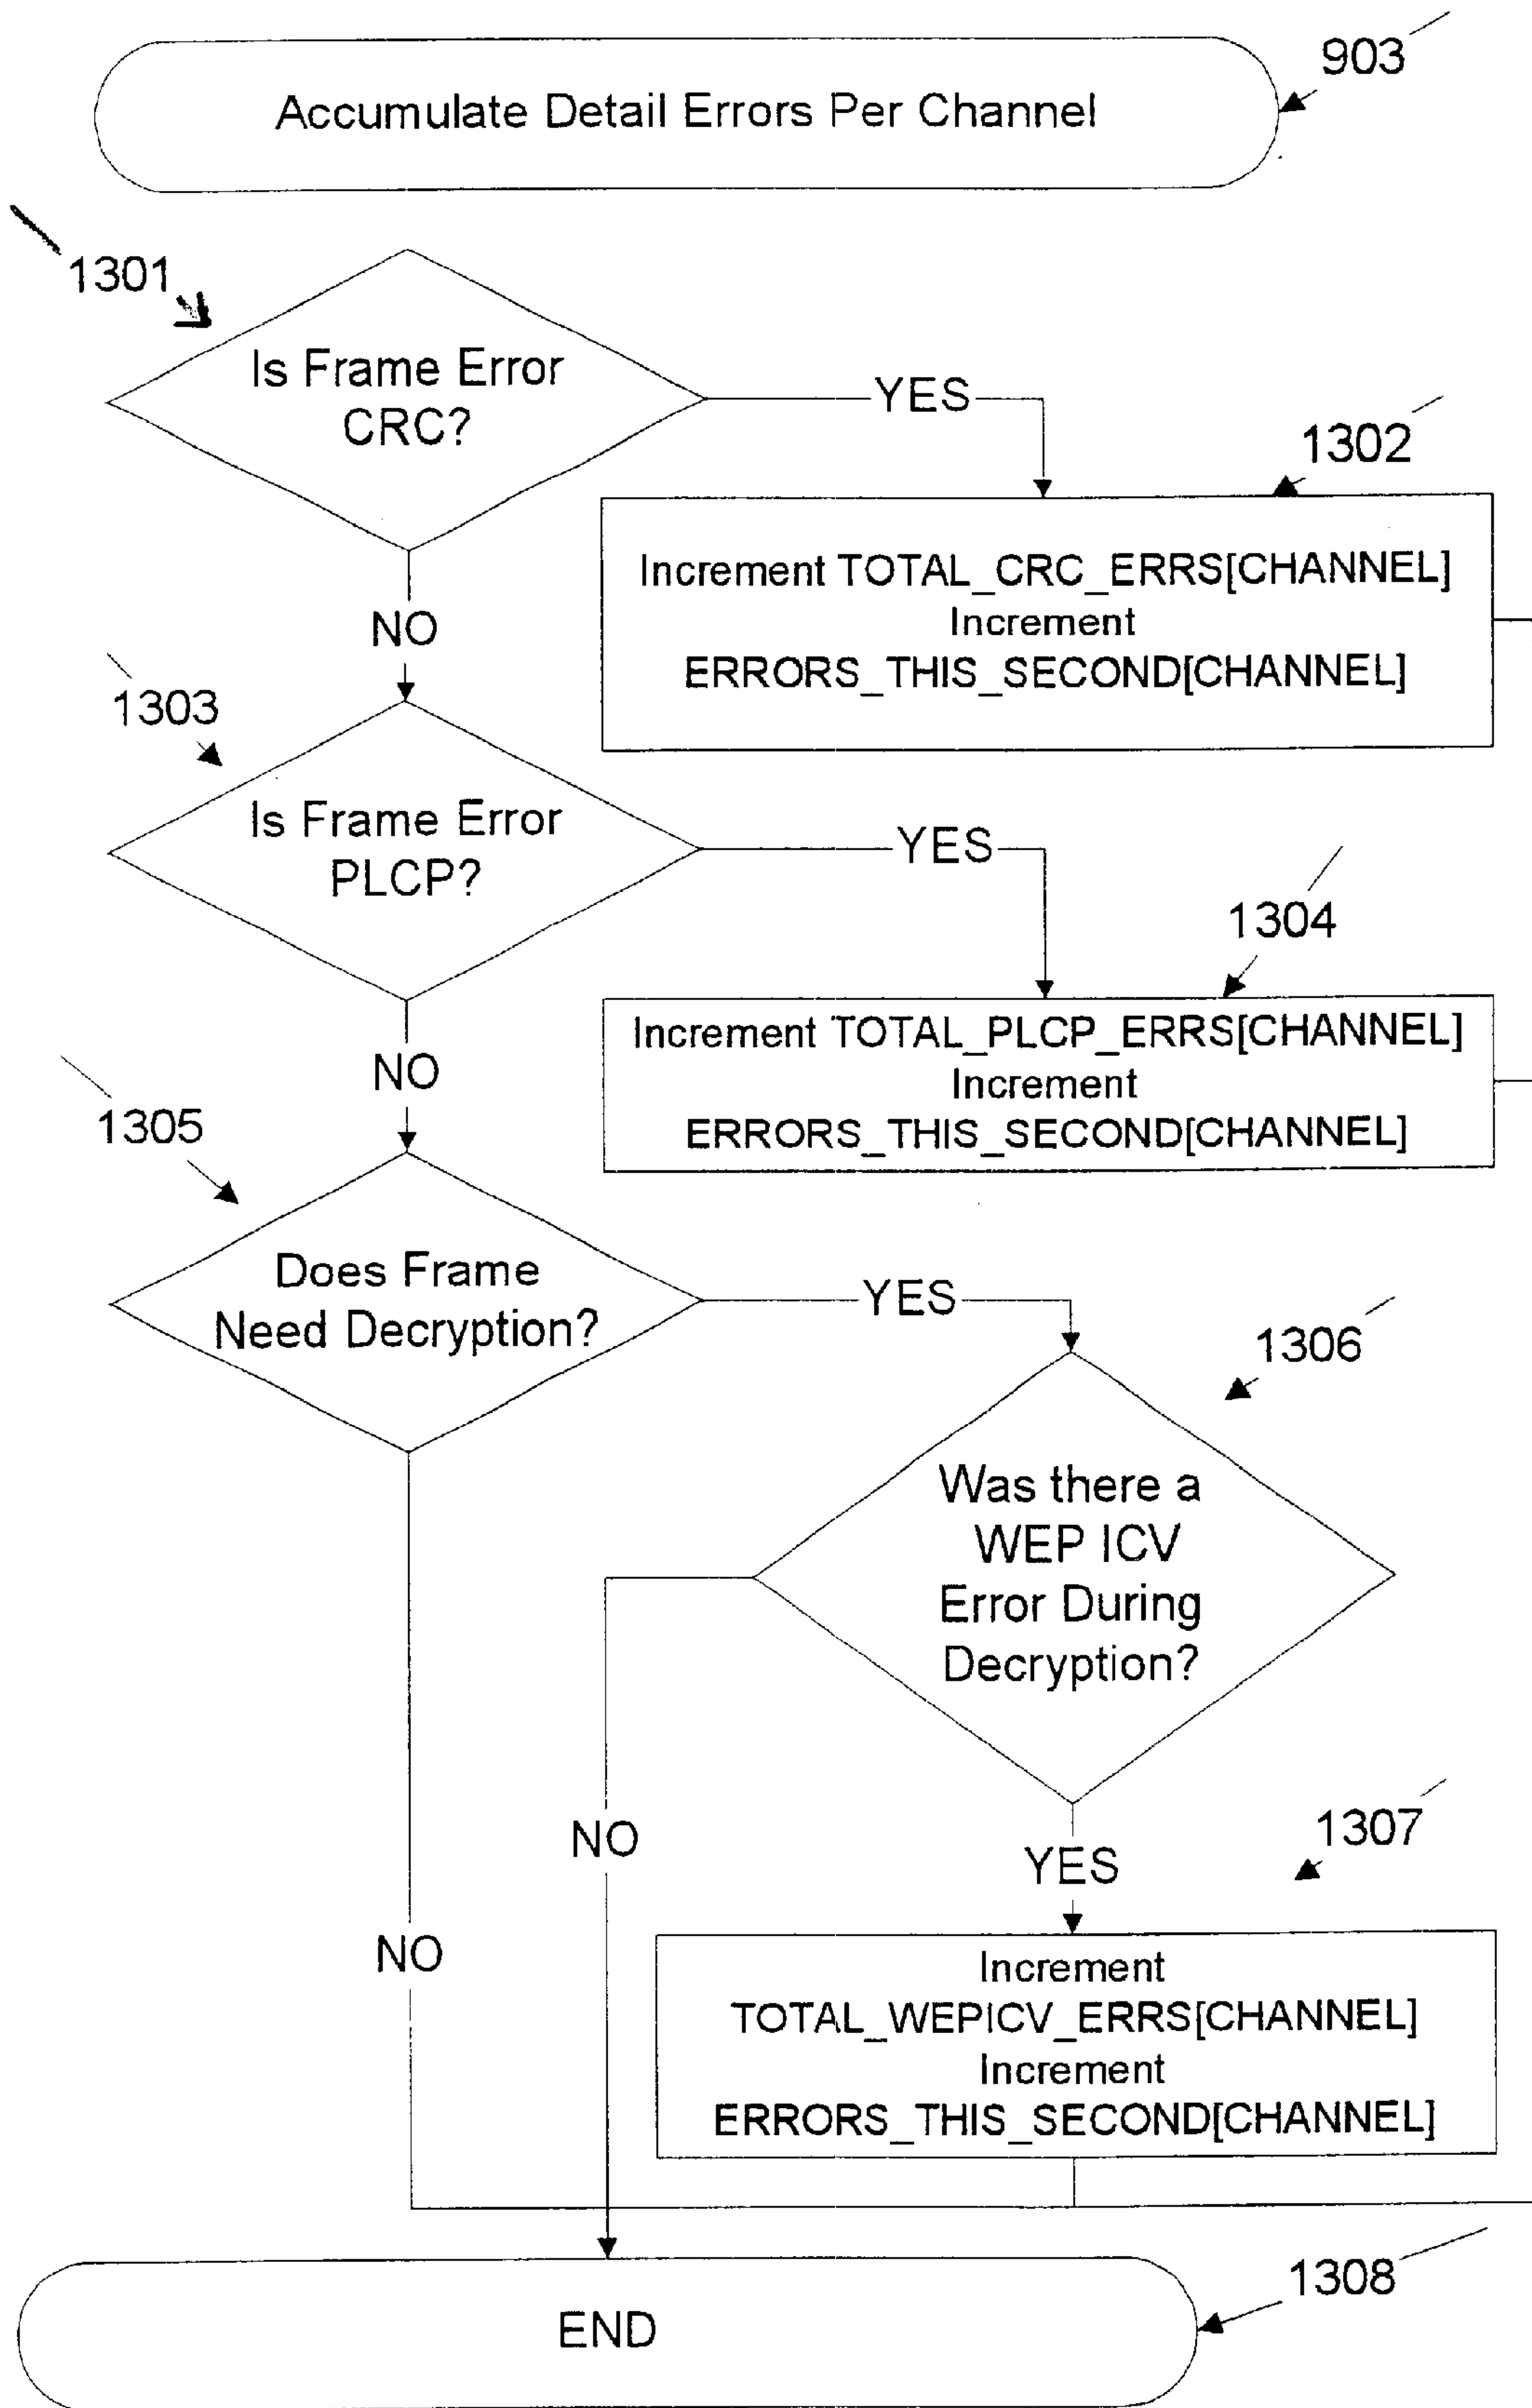 903
Accumulate Detail Errors Per Channel
1301
Is Frame Error
CRC?
YES
1302
Increment TOTAL_CRC_ERRS[CHANNEL]
Increment
ERRORS_THIS_SECOND[CHANNEL]
NO
1303
Is Frame Error
PLCP?
YES
1304
Increment TOTAL_PLCP_ERRS[CHANNEL]
Increment
ERRORS_THIS_SECOND[CHANNEL]
NO
1305
Does Frame
Need Decryption?
YES
1306
Was there a
WEP ICV
Error During
Decryption?
NO
YES
1307
NO
Increment
TOTAL_WEPICV_ERRS[CHANNEL]
Increment
ERRORS_THIS_SECOND[CHANNEL]
1308
END